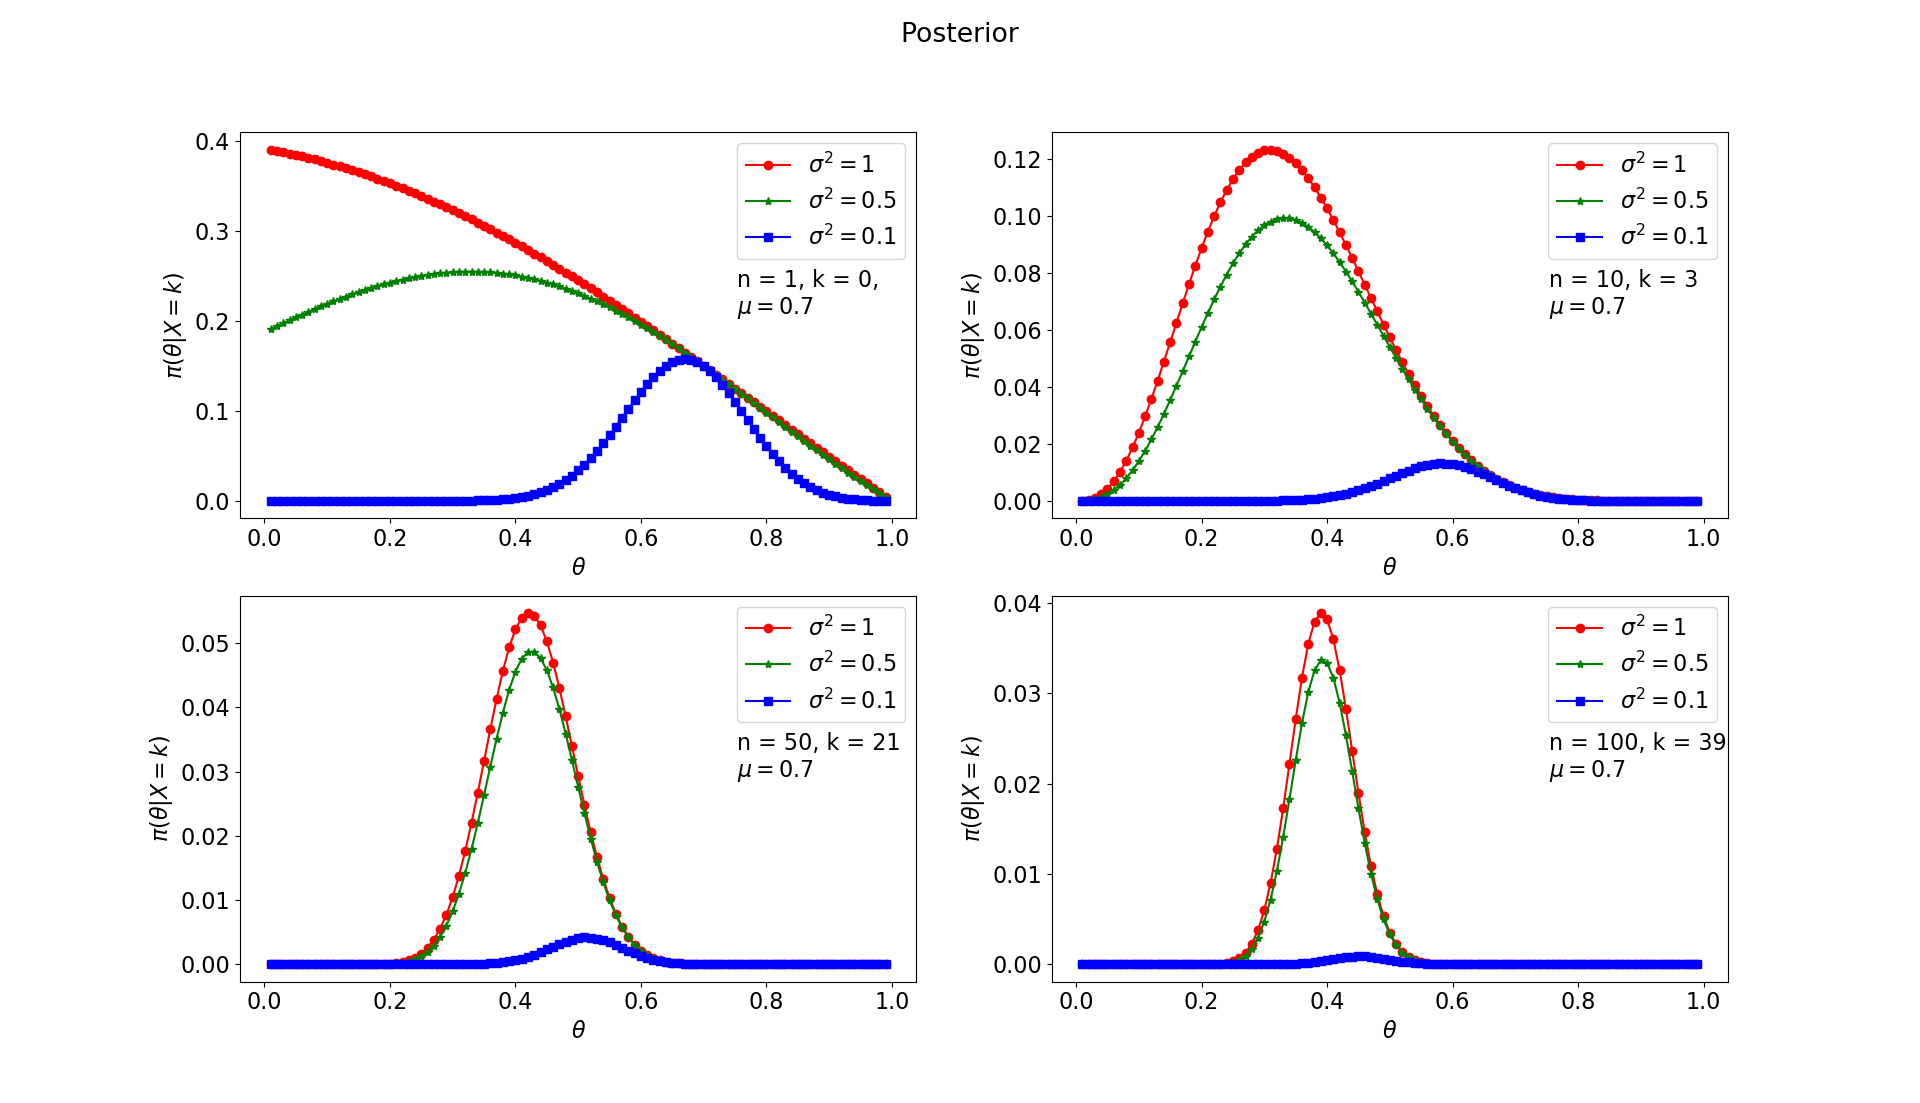 Posterior
0.4
0.3
0.2
0.1
0.0
π(θ|X = k)
σ² = 1
σ² = 0.5
σ² = 0.1
n = 1, k = 0,
μ = 0.7
0.0 0.2 0.4 0.6 0.8 1.0
θ
0.12
0.10
0.08
0.06
0.04
0.02
0.00
π(θ|X = k)
σ² = 1
σ² = 0.5
σ² = 0.1
n = 10, k = 3
μ = 0.7
0.0 0.2 0.4 0.6 0.8 1.0
θ
0.05
0.04
0.03
0.02
0.01
0.00
π(θ|X = k)
σ² = 1
σ² = 0.5
σ² = 0.1
n = 50, k = 21
μ = 0.7
0.0 0.2 0.4 0.6 0.8 1.0
θ
0.04
0.03
0.02
0.01
0.00
π(θ|X = k)
σ² = 1
σ² = 0.5
σ² = 0.1
n = 100, k = 39
μ = 0.7
0.0 0.2 0.4 0.6 0.8 1.0
θ